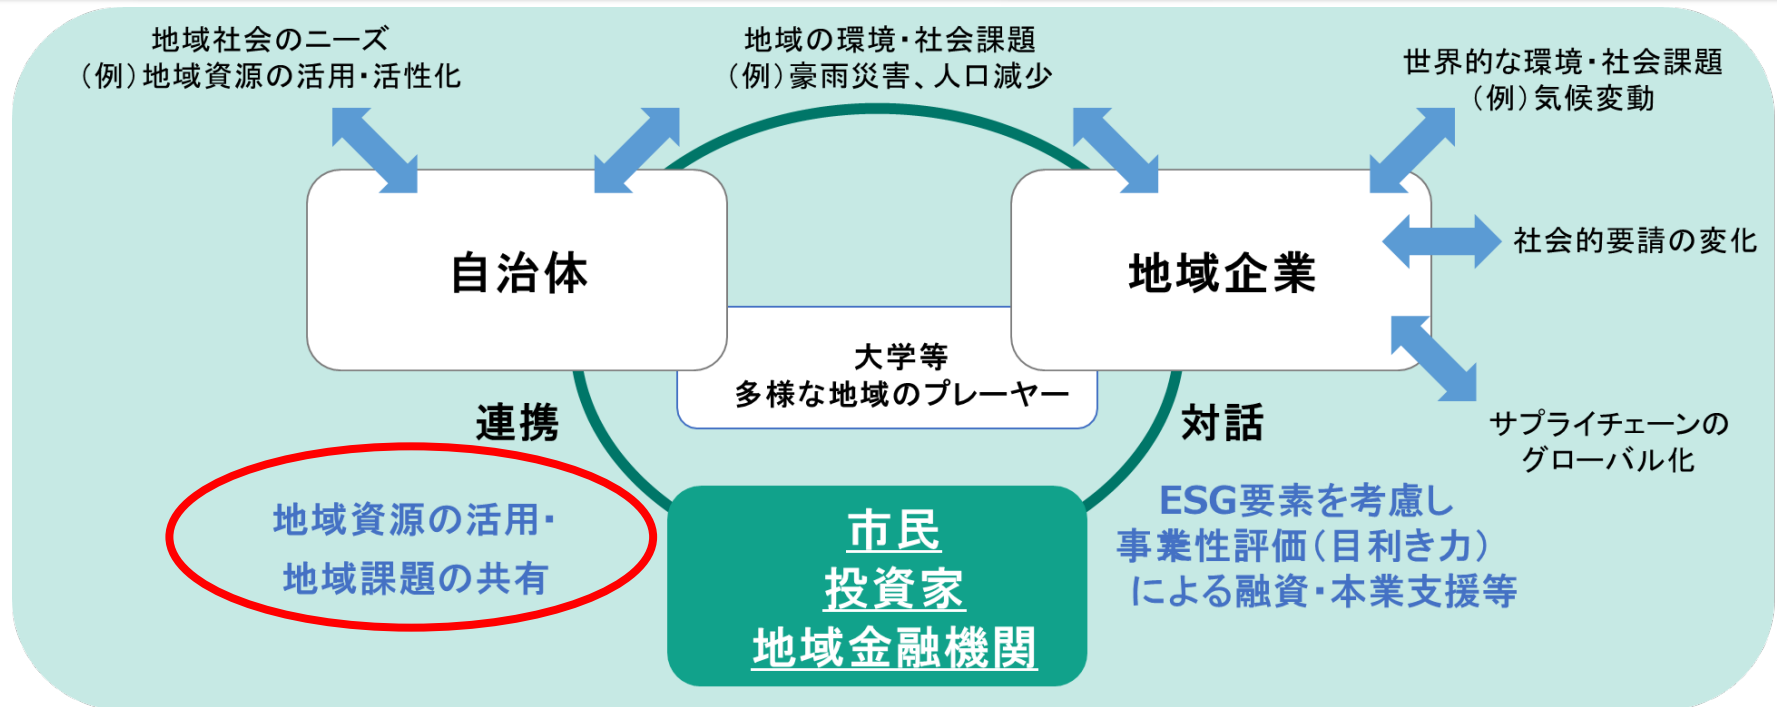 地域社会のニーズ
（例）地域資源の活用・活性化
地域の環境・社会課題
（例）豪雨災害、人口減少
世界的な環境・社会課題
（例）気候変動
自治体
地域企業
社会的要請の変化
大学等
多様な地域のプレーヤー
連携
対話
サプライチェーンの
グローバル化
地域資源の活用・
地域課題の共有
市民
投資家
地域金融機関
ESG要素を考慮し
事業性評価（目利き力）
による融資・本業支援等